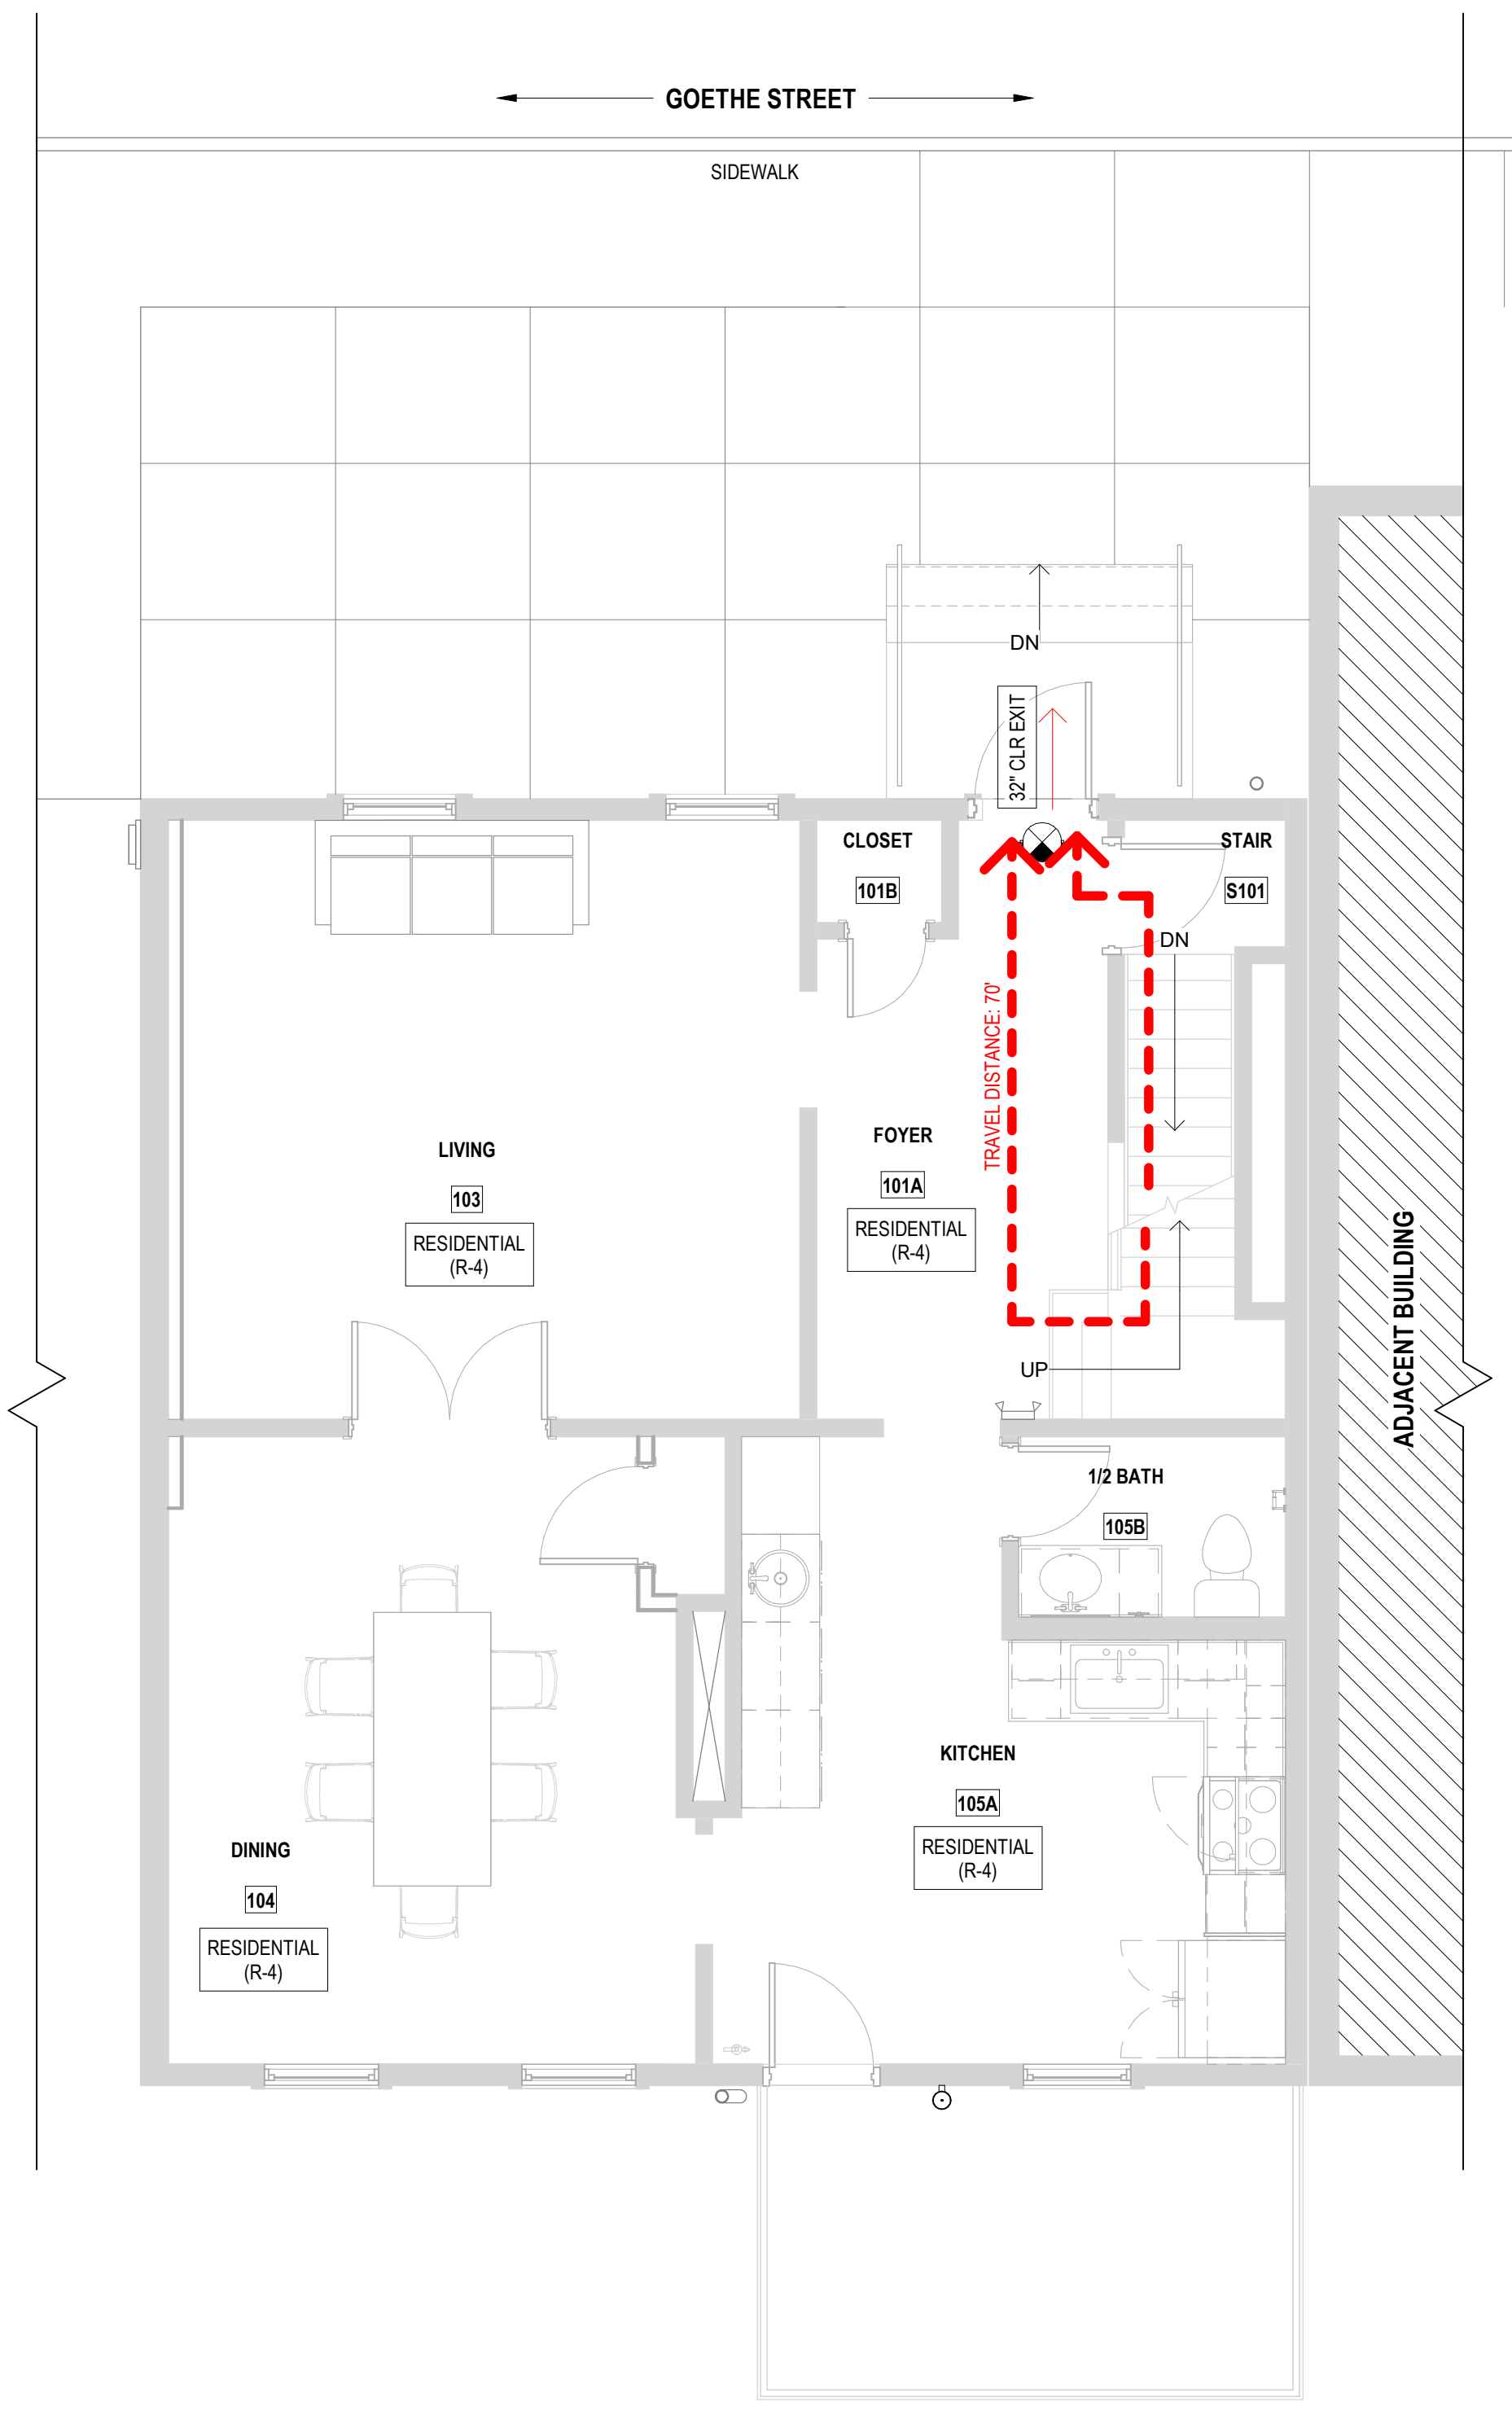 GOETHE STREET
SIDEWALK
DN
32" CLR EXIT
CLOSET
101B
STAIR
S101
DN
TRAVEL DISTANCE: 70'
FOYER
101A
RESIDENTIAL
(R-4)
LIVING
103
RESIDENTIAL
(R-4)
ADJACENT BUILDING
UP
1/2 BATH
105B
KITCHEN
105A
RESIDENTIAL
(R-4)
DINING
104
RESIDENTIAL
(R-4)